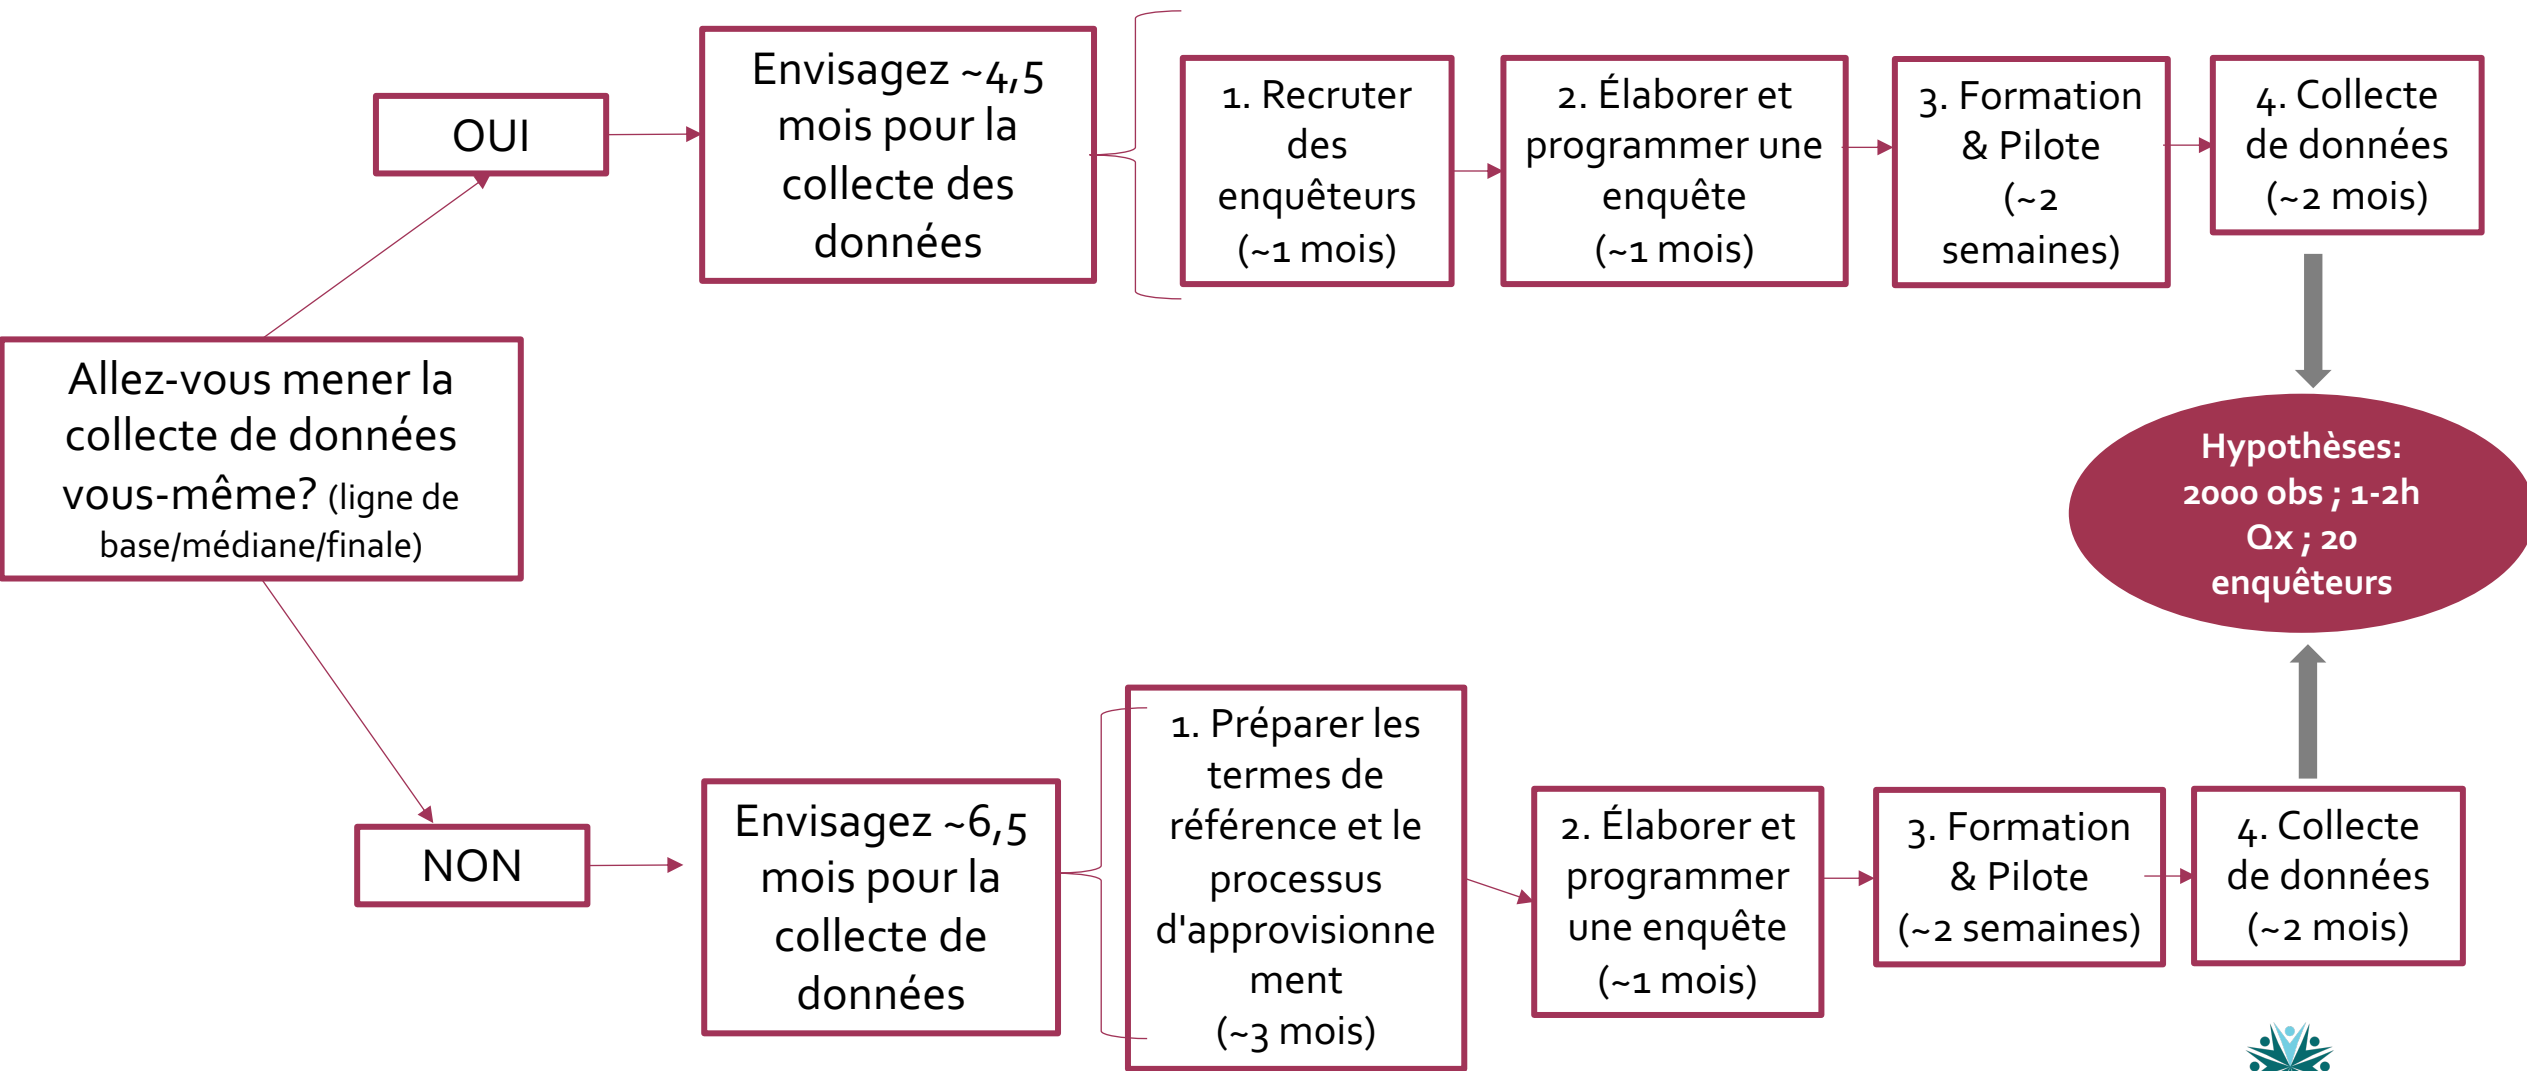 OUI
Envisagez ~4,5
mois pour la
collecte des
données
1. Recruter
des
enquêteurs
(~1 mois)
2. Élaborer et
programmer une
enquête
(~1 mois)
3. Formation
& Pilote
(~2
semaines)
4. Collecte
de données
(~2 mois)
Allez-vous mener la
collecte de données
vous-même? (ligne de
base/médiane/finale)
Hypothèses:
2000 obs ; 1-2h
Qx ; 20
enquêteurs
NON
Envisagez ~6,5
mois pour la
collecte de
données
1. Préparer les
termes de
référence et le
processus
d'approvisionne
ment
(~3 mois)
2. Élaborer et
programmer
une enquête
(~1 mois)
3. Formation
& Pilote
(~2 semaines)
4. Collecte
de données
(~2 mois)